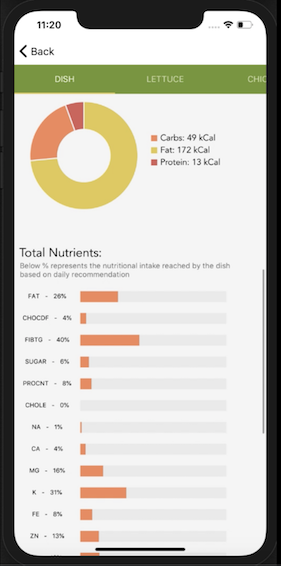 11:20
Back
DISH LETTUCE CHIC
Carbs: 49 kCal
Fat: 172 kCal
Protein: 13 kCal
Total Nutrients:
Below % represents the nutritional intake reached by the dish
based on daily recommendation
FAT - 26%
CHOCDF - 4%
FIBTG - 40%
SUGAR - 6%
PROCNT - 8%
CHOLE - 0%
NA - 1%
CA - 4%
MG - 16%
K - 31%
FE - 8%
ZN - 13%